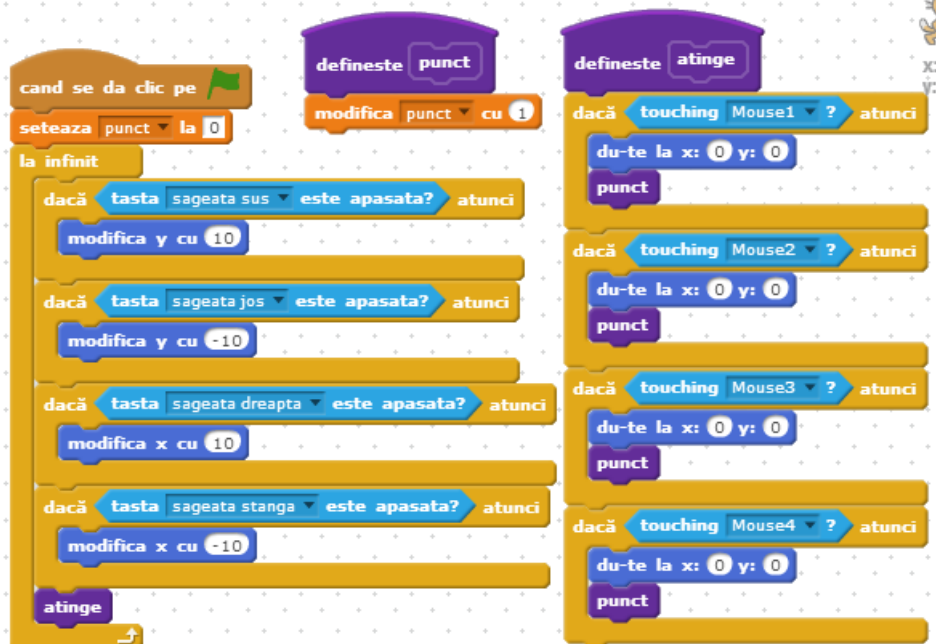 cand se da clic pe
seteaza punct la 0
la infinit
dacă tasta sageata sus este apasata? atunci
modifica y cu 10
dacă tasta sageata jos este apasata? atunci
modifica y cu -10
dacă tasta sageata dreapta este apasata? atunci
modifica x cu 10
dacă tasta sageata stanga este apasata? atunci
modifica x cu -10
atinge
defineste punct
modifica punct cu 1
defineste atinge
dacă touching Mouse1 ? atunci
du-te la x: 0 y: 0
punct
dacă touching Mouse2 ? atunci
du-te la x: 0 y: 0
punct
dacă touching Mouse3 ? atunci
du-te la x: 0 y: 0
punct
dacă touching Mouse4 ? atunci
du-te la x: 0 y: 0
punct
x:
y: